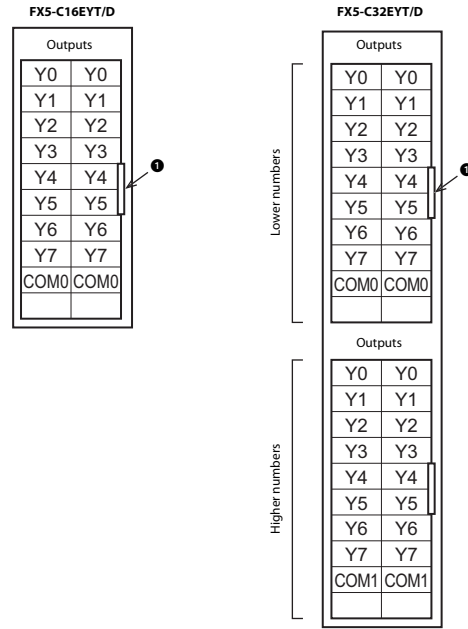 FX5-C16EYT/D
Outputs
Y0 Y0
Y1 Y1
Y2 Y2
Y3 Y3
Y4 Y4
Y5 Y5
Y6 Y6
Y7 Y7
COM0 COM0
❶
FX5-C32EYT/D
Lower numbers
Outputs
Y0 Y0
Y1 Y1
Y2 Y2
Y3 Y3
Y4 Y4
Y5 Y5
Y6 Y6
Y7 Y7
COM0 COM0
❶
Higher numbers
Outputs
Y0 Y0
Y1 Y1
Y2 Y2
Y3 Y3
Y4 Y4
Y5 Y5
Y6 Y6
Y7 Y7
COM1 COM1